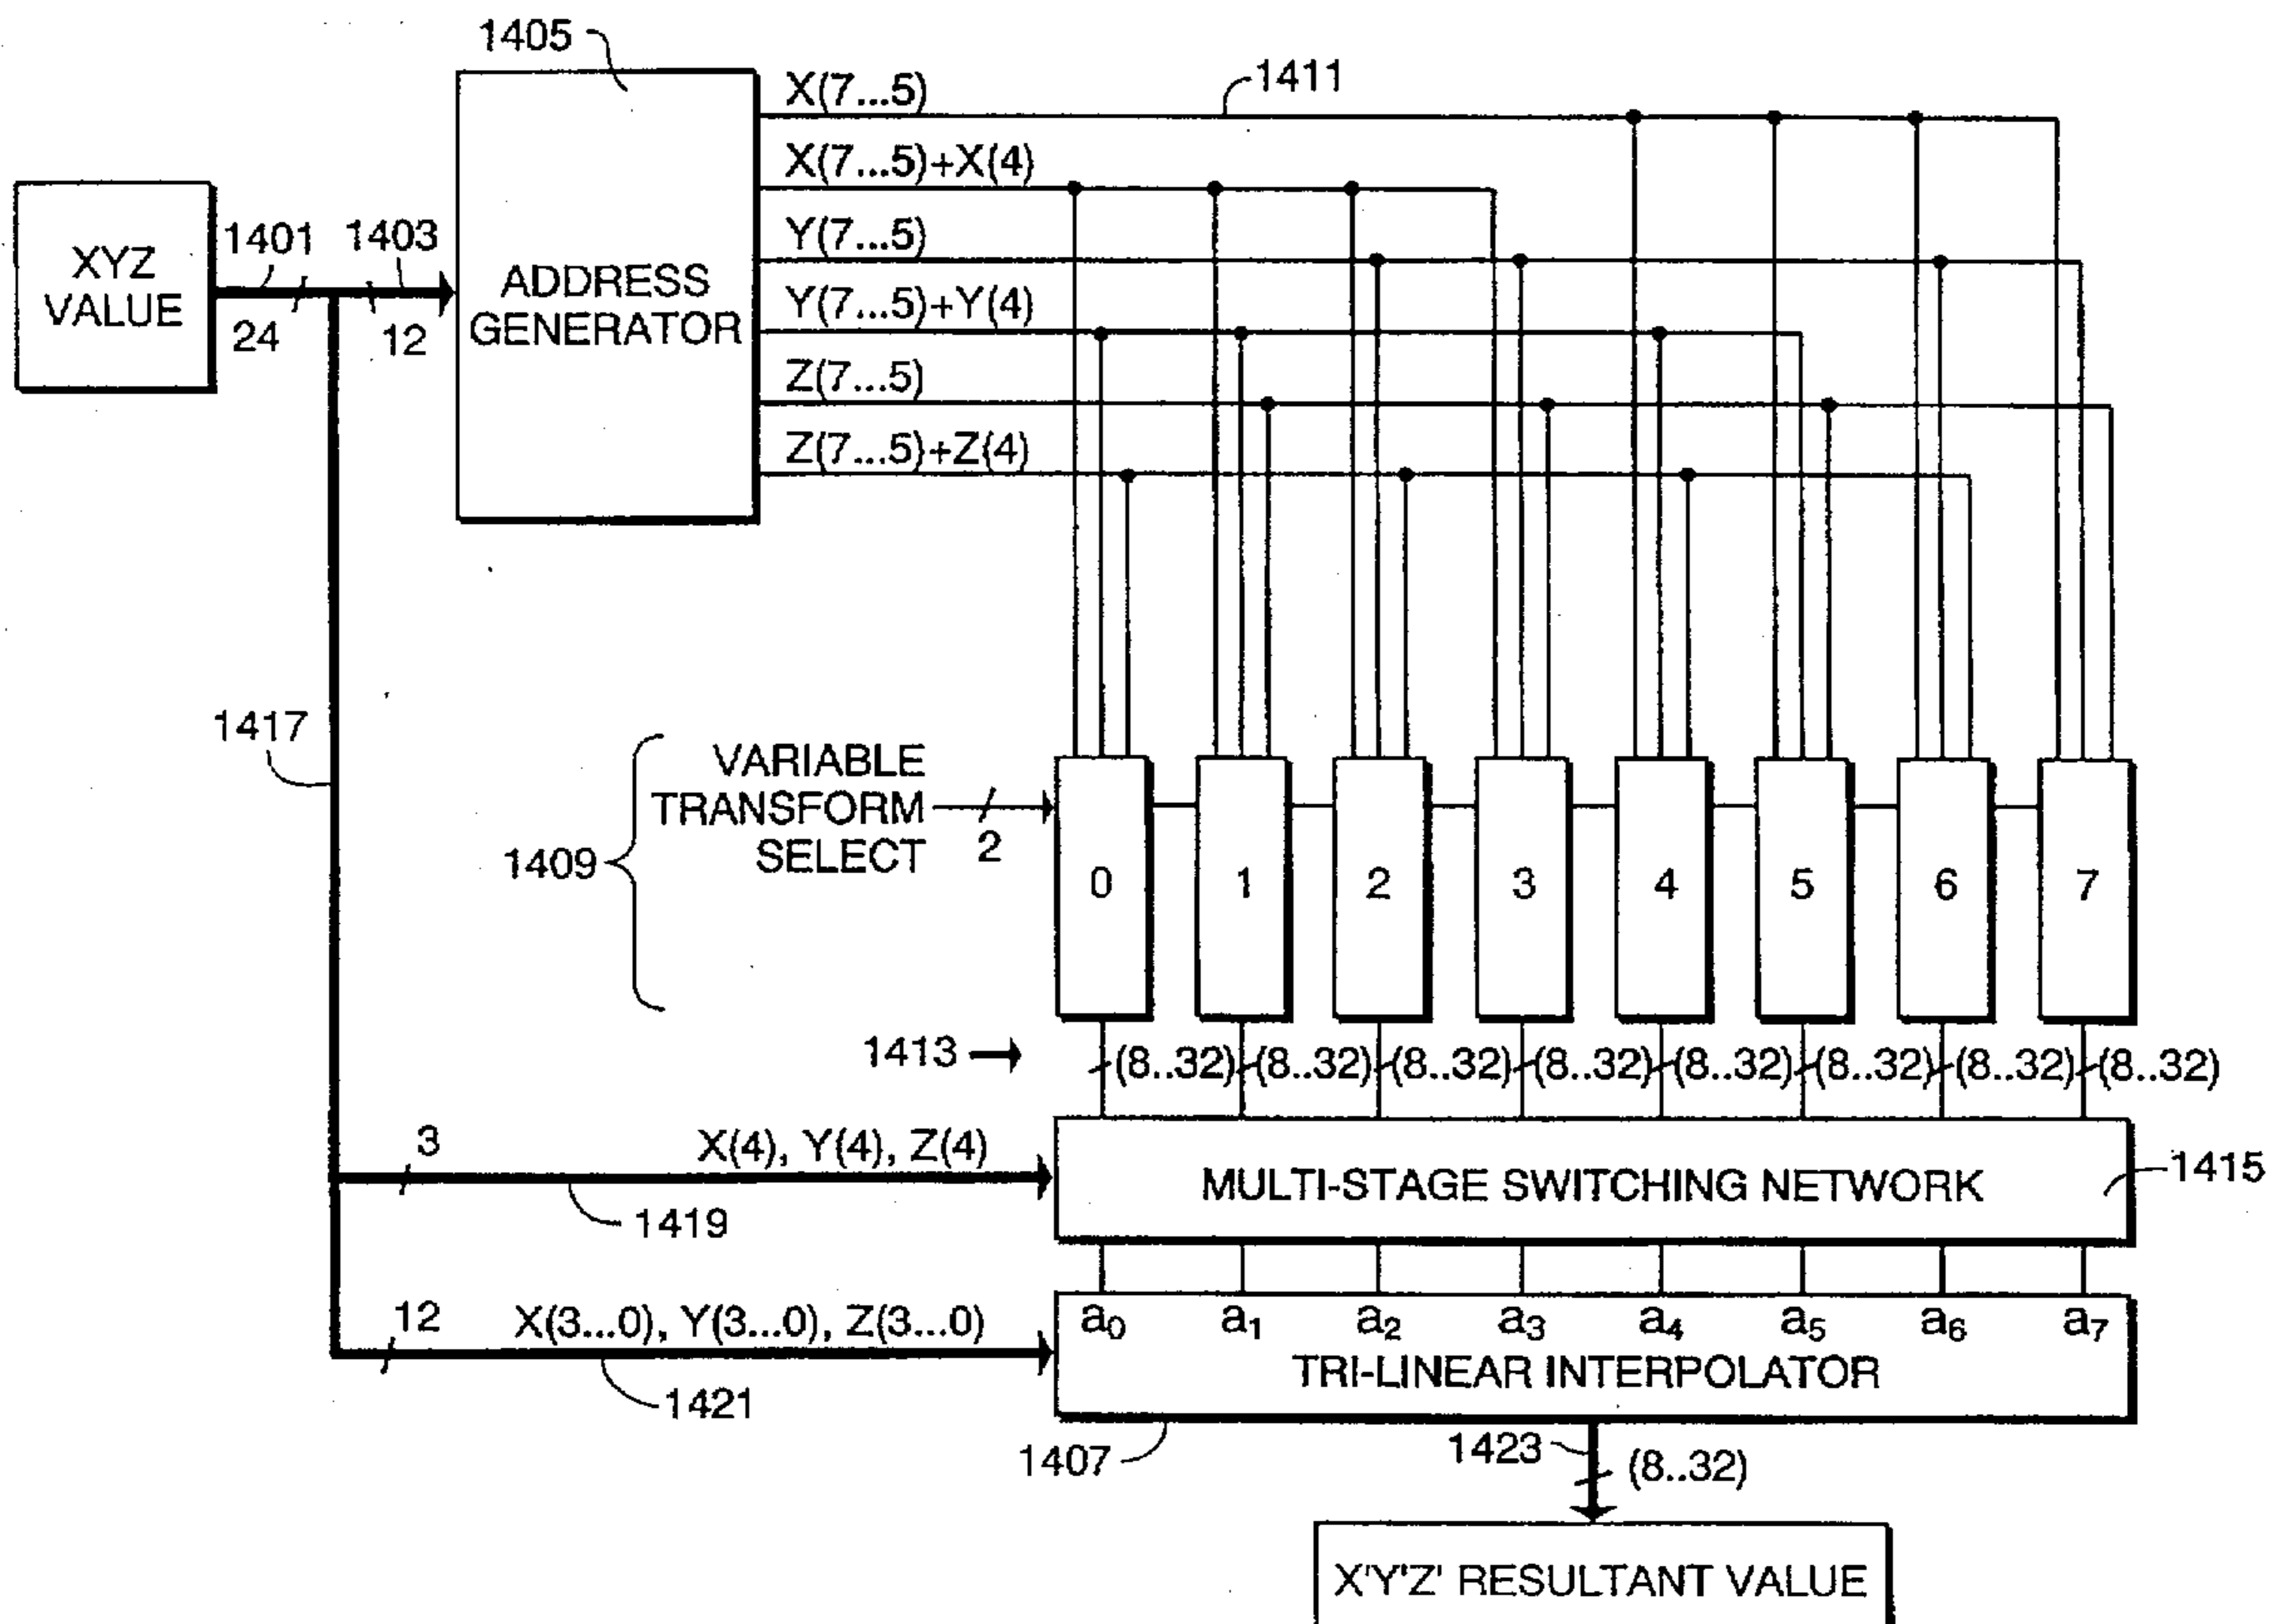 1405
X(7...5)
1411
X(7...5)+X(4)
XYZ
VALUE
1401
1403
24
12
ADDRESS
GENERATOR
Y(7...5)
Y(7...5)+Y(4)
Z(7...5)
Z(7...5)+Z(4)
1417
1409
VARIABLE
TRANSFORM
SELECT
2
0
1
2
3
4
5
6
7
1413
(8..32)
(8..32)
(8..32)
(8..32)
(8..32)
(8..32)
(8..32)
(8..32)
3
X(4), Y(4), Z(4)
1419
MULTI-STAGE SWITCHING NETWORK
1415
12
X(3...0), Y(3...0), Z(3...0)
1421
a₀ a₁ a₂ a₃ a₄ a₅ a₆ a₇
TRI-LINEAR INTERPOLATOR
1407
1423
(8..32)
X'Y'Z' RESULTANT VALUE